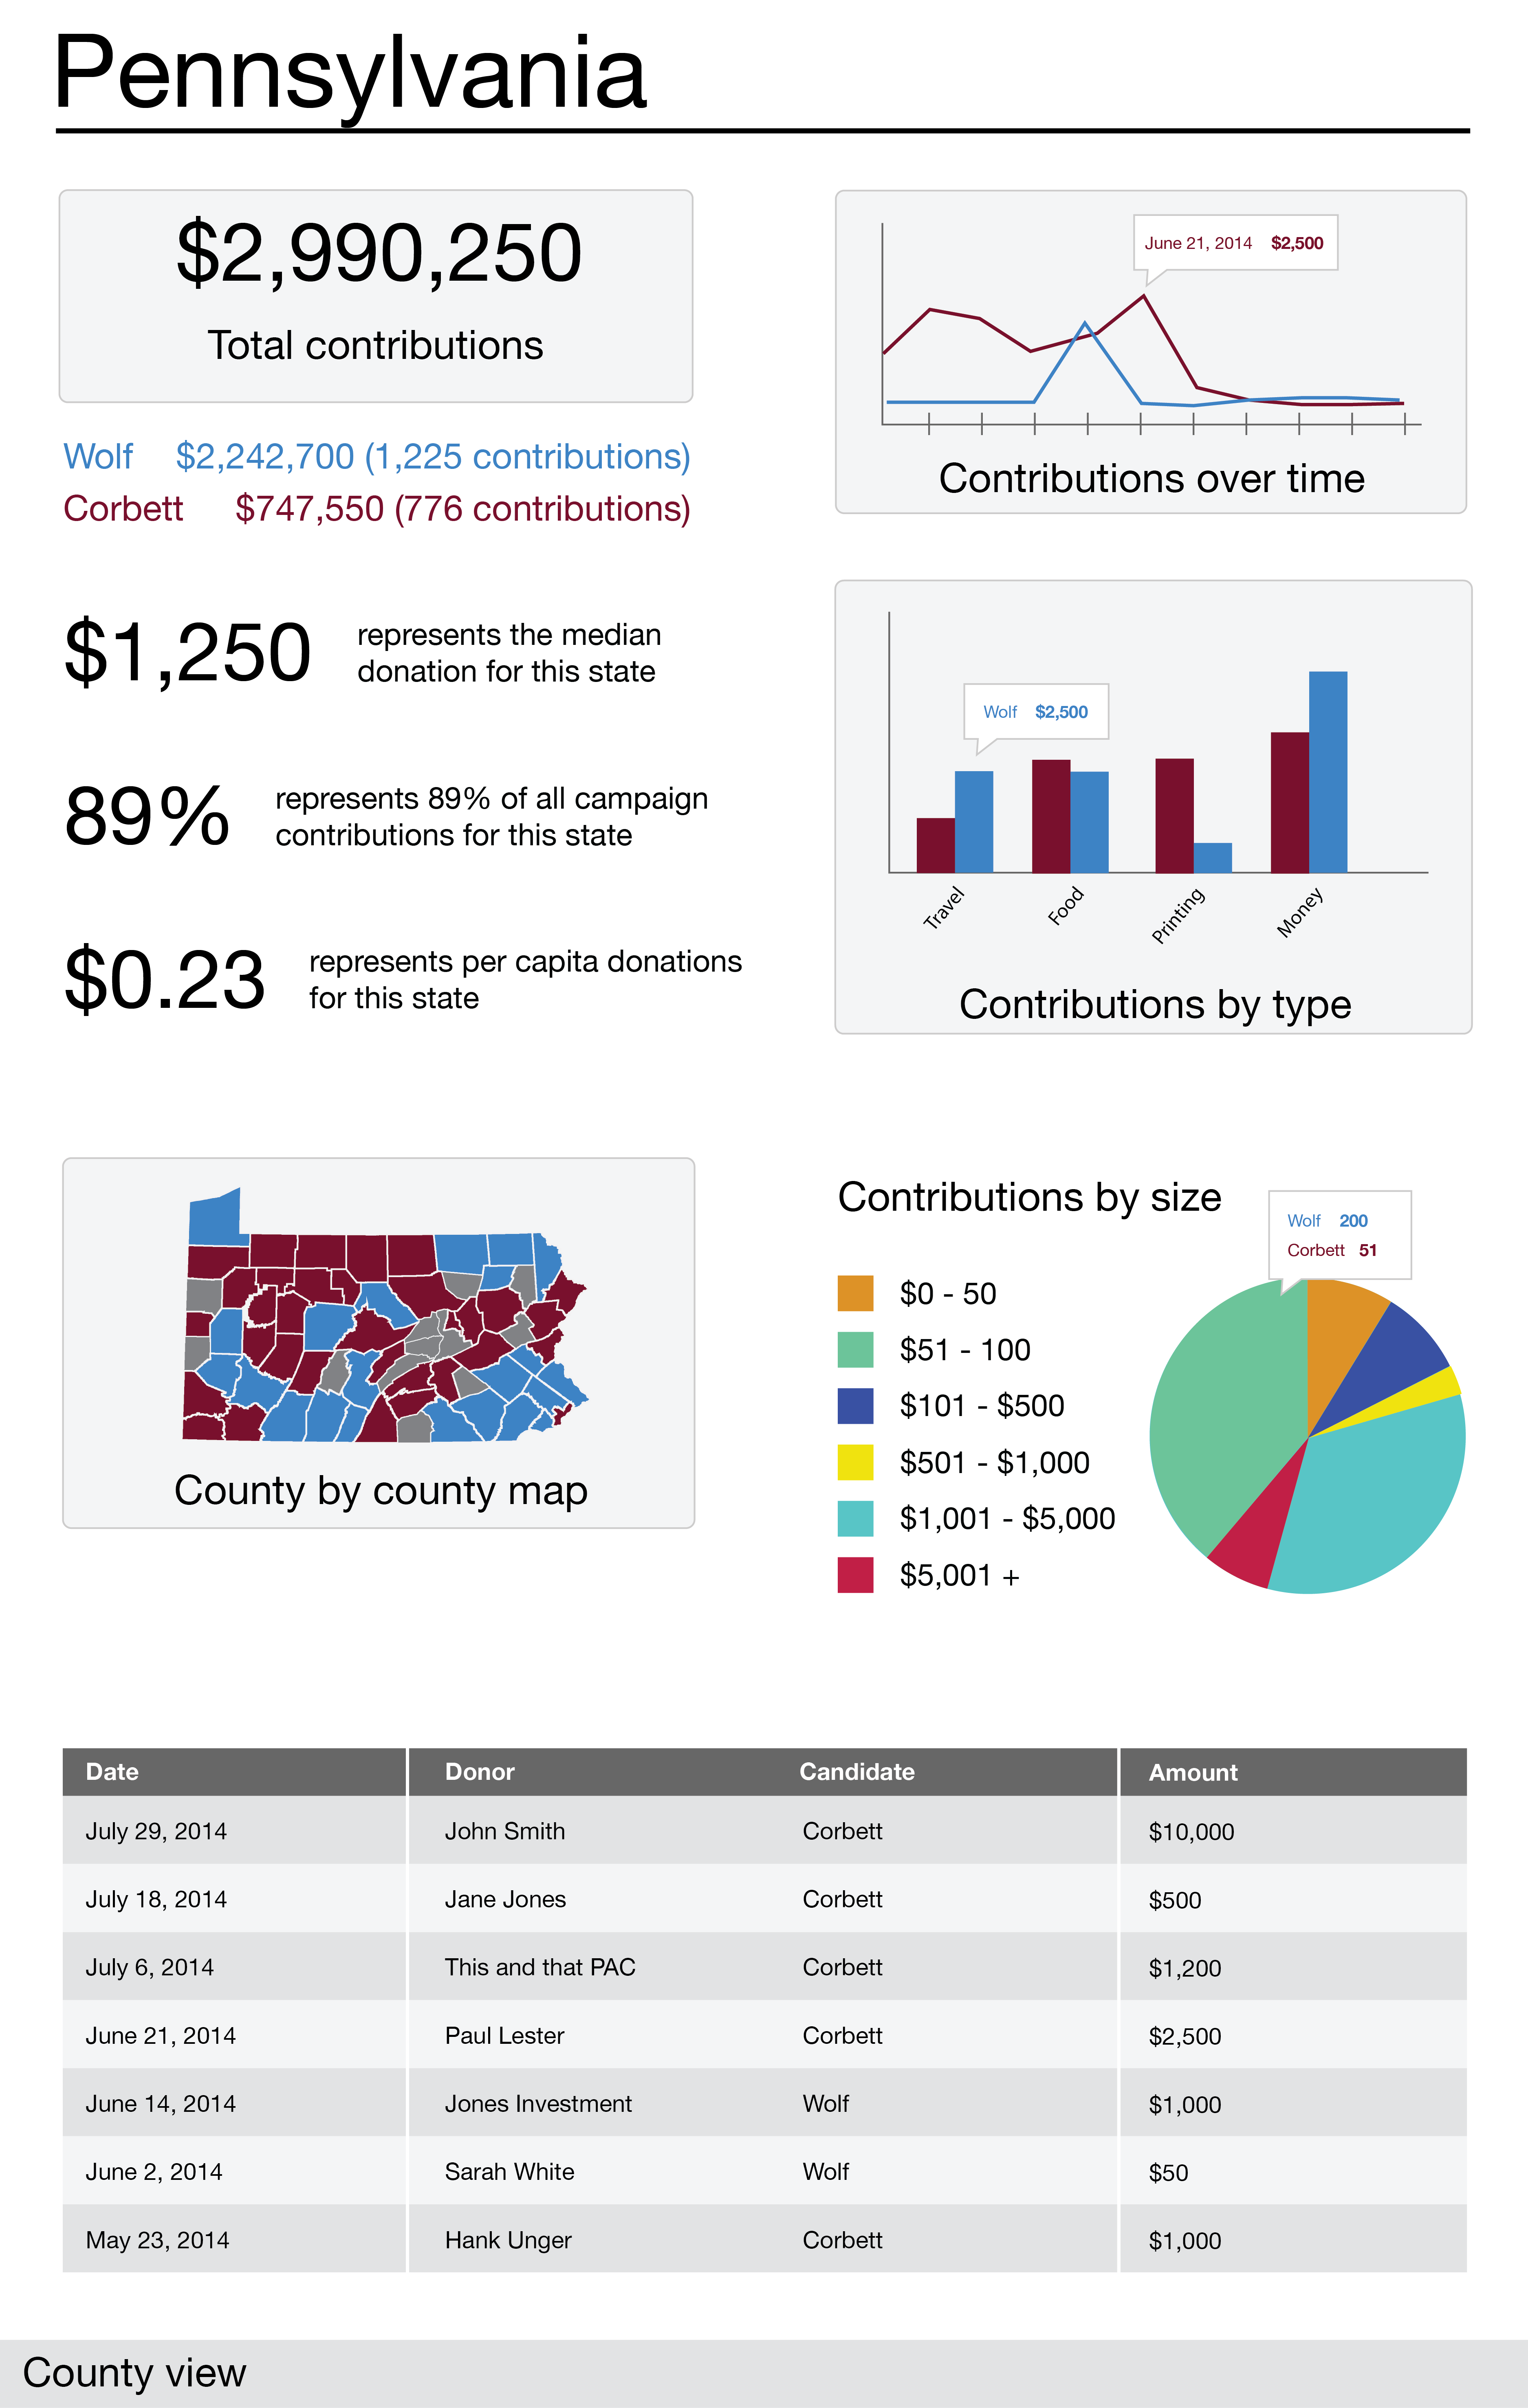 Pennsylvania
$2,990,250
Total contributions
Wolf $2,242,700 (1,225 contributions)
Corbett $747,550 (776 contributions)
$1,250
represents the median
donation for this state
89%
represents 89% of all campaign
contributions for this state
$0.23
represents per capita donations
for this state
June 21, 2014 $2,500
Contributions over time
Wolf $2,500
Travel
Food
Printing
Money
Contributions by type
County by county map
Contributions by size
Wolf 200
Corbett 51
$0 - 50
$51 - 100
$101 - $500
$501 - $1,000
$1,001 - $5,000
$5,001 +
Date Donor Candidate Amount
July 29, 2014 John Smith Corbett $10,000
July 18, 2014 Jane Jones Corbett $500
July 6, 2014 This and that PAC Corbett $1,200
June 21, 2014 Paul Lester Corbett $2,500
June 14, 2014 Jones Investment Wolf $1,000
June 2, 2014 Sarah White Wolf $50
May 23, 2014 Hank Unger Corbett $1,000
County view